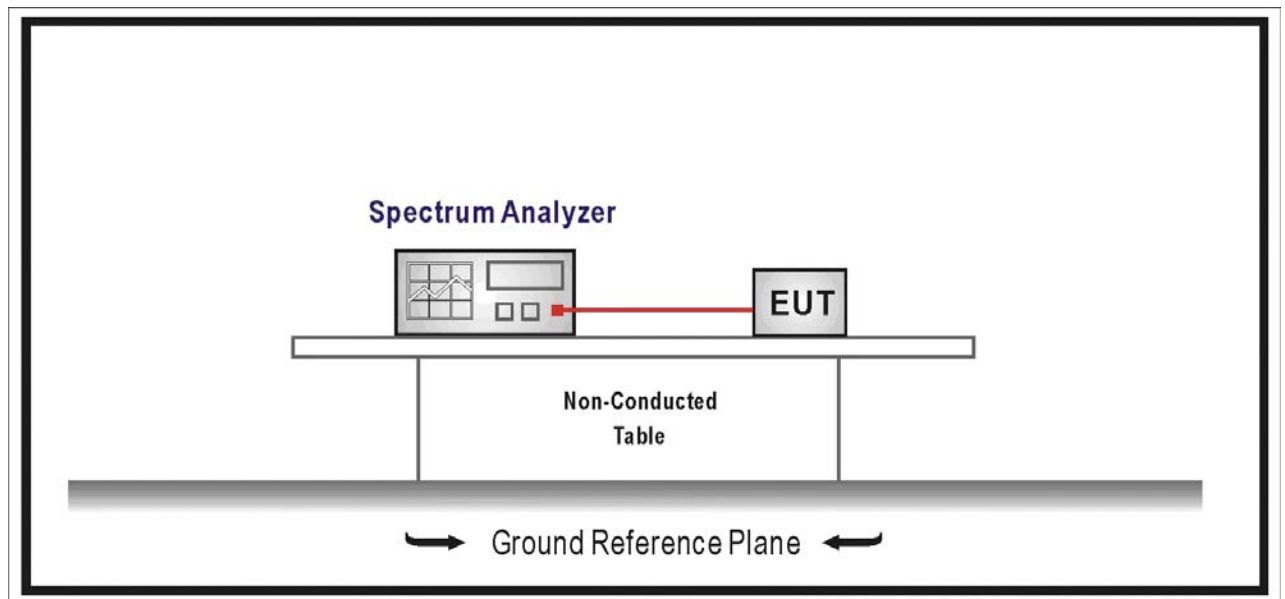 Spectrum Analyzer
EUT
Non-Conducted
Table
Ground Reference Plane